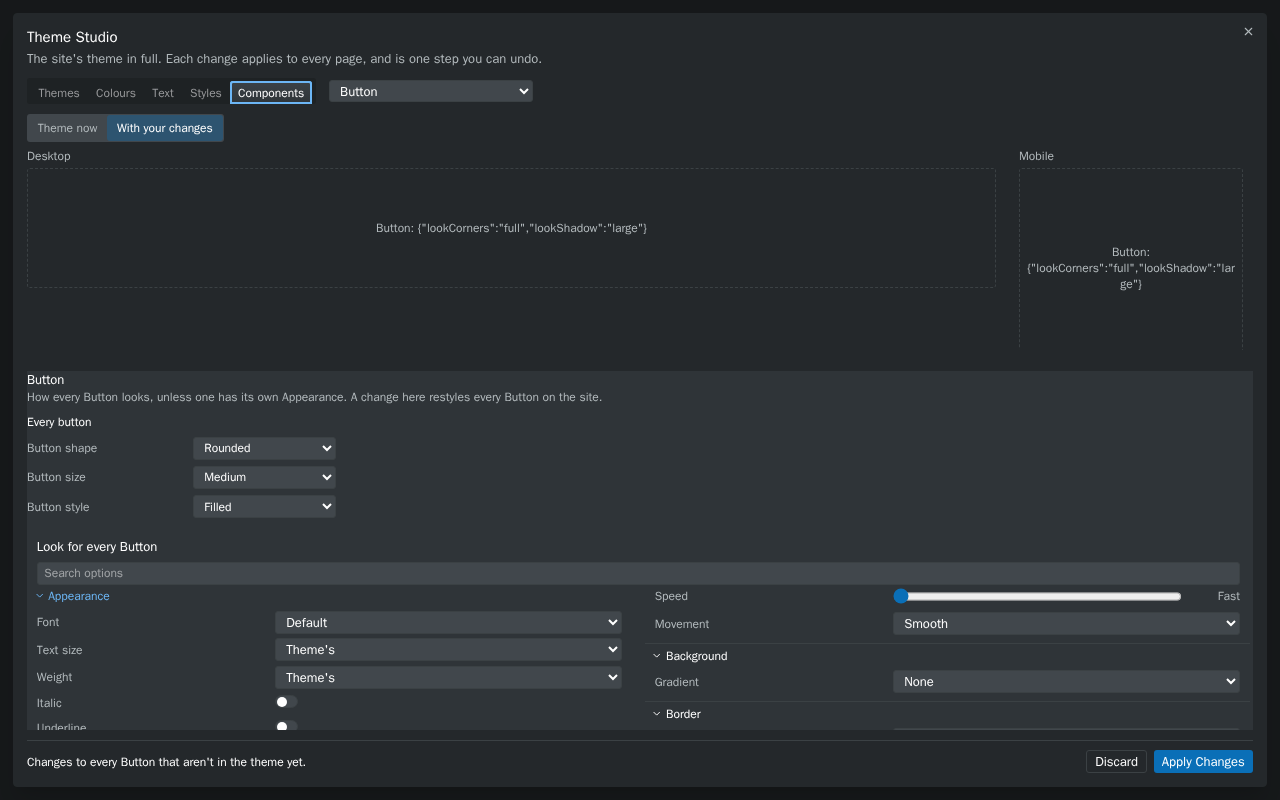 Theme Studio
×
The site's theme in full. Each change applies to every page, and is one step you can undo.
Themes
Colours
Text
Styles
Components
Button
Theme now
With your changes
Desktop
Mobile
Button: {"lookCorners":"full","lookShadow":"large"}
Button:
{"lookCorners":"full","lookShadow":"lar
ge"}
Button
How every Button looks, unless one has its own Appearance. A change here restyles every Button on the site.
Every button
Button shape
Rounded
Button size
Medium
Button style
Filled
Look for every Button
Search options
Appearance
Font
Default
Text size
Theme's
Weight
Theme's
Italic
Underline
Speed
Fast
Movement
Smooth
Background
Gradient
None
Border
Changes to every Button that aren't in the theme yet.
Discard
Apply Changes